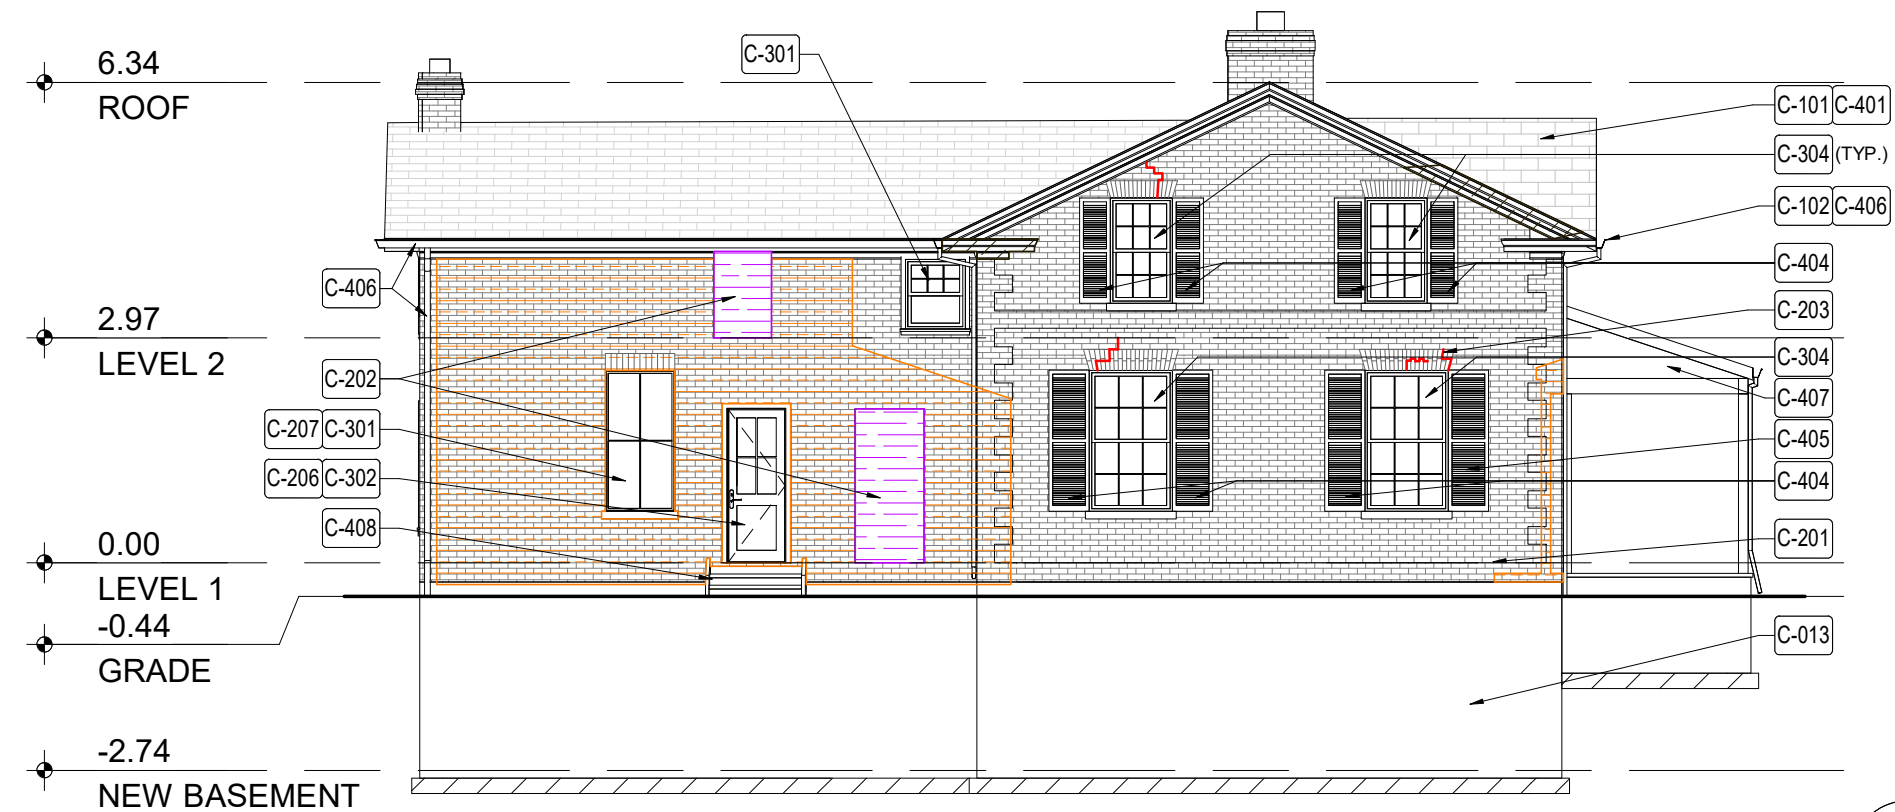 6.34
ROOF
C-301
C-101 C-401
C-304 (TYP.)
C-102 C-406
C-404
C-406
C-203
2.97
LEVEL 2
C-304
C-202
C-407
C-207 C-301
C-405
C-206 C-302
C-404
C-408
C-201
0.00
LEVEL 1
-0.44
GRADE
C-013
-2.74
NEW BASEMENT